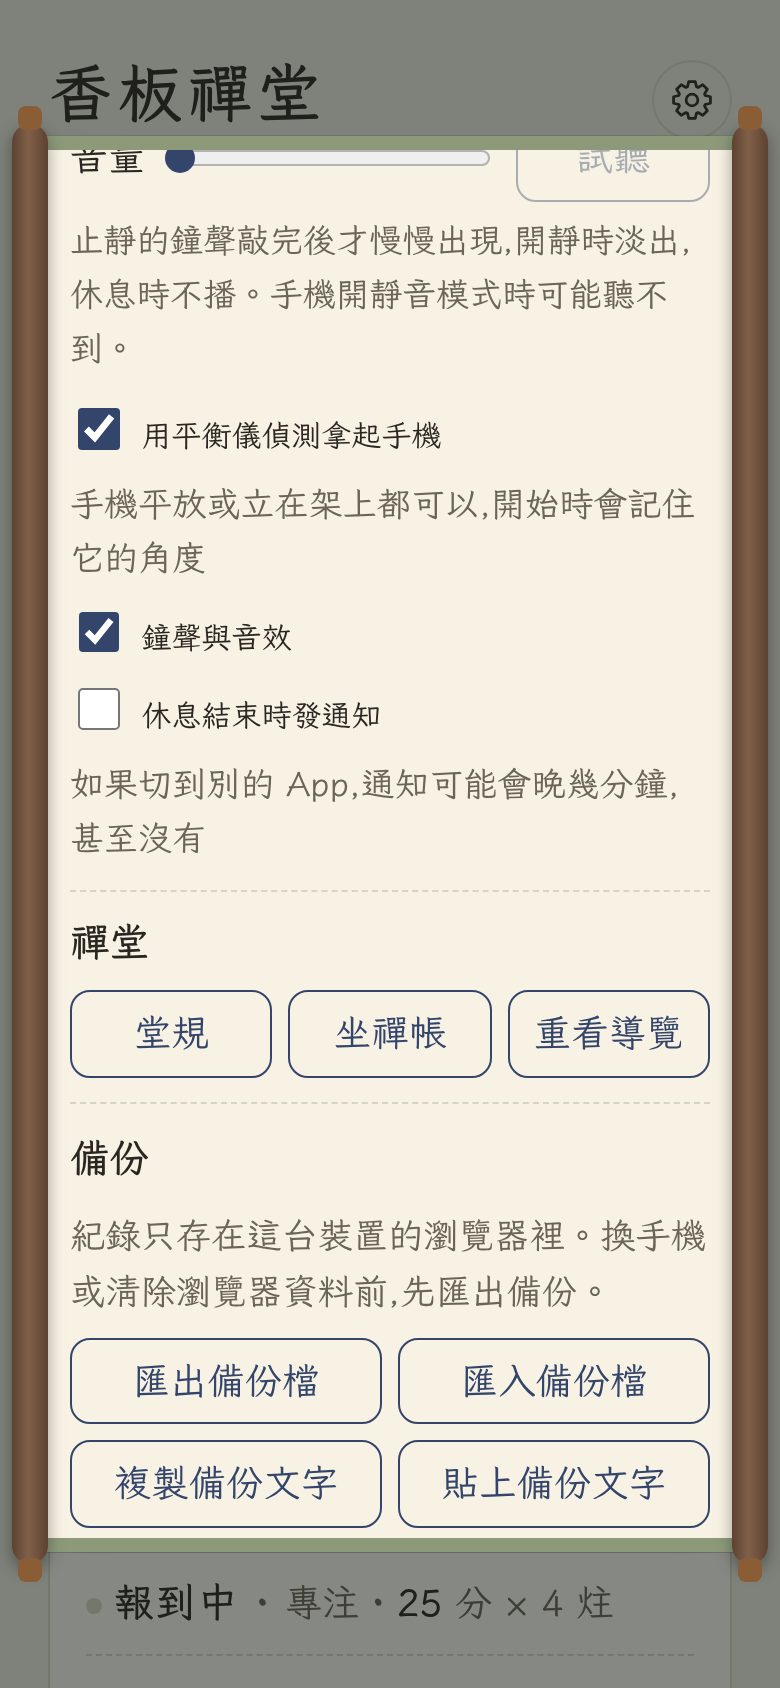 香板禪堂
音量
試聽
止靜的鐘聲敲完後才慢慢出現,開靜時淡出,
休息時不播。手機開靜音模式時可能聽不
到。
用平衡儀偵測拿起手機
手機平放或立在架上都可以,開始時會記住
它的角度
鐘聲與音效
休息結束時發通知
如果切到別的 App,通知可能會晚幾分鐘,
甚至沒有
禪堂
堂規
坐禪帳
重看導覽
備份
紀錄只存在這台裝置的瀏覽器裡。換手機
或清除瀏覽器資料前,先匯出備份。
匯出備份檔
匯入備份檔
複製備份文字
貼上備份文字
報到中・專注・25 分 × 4 炷